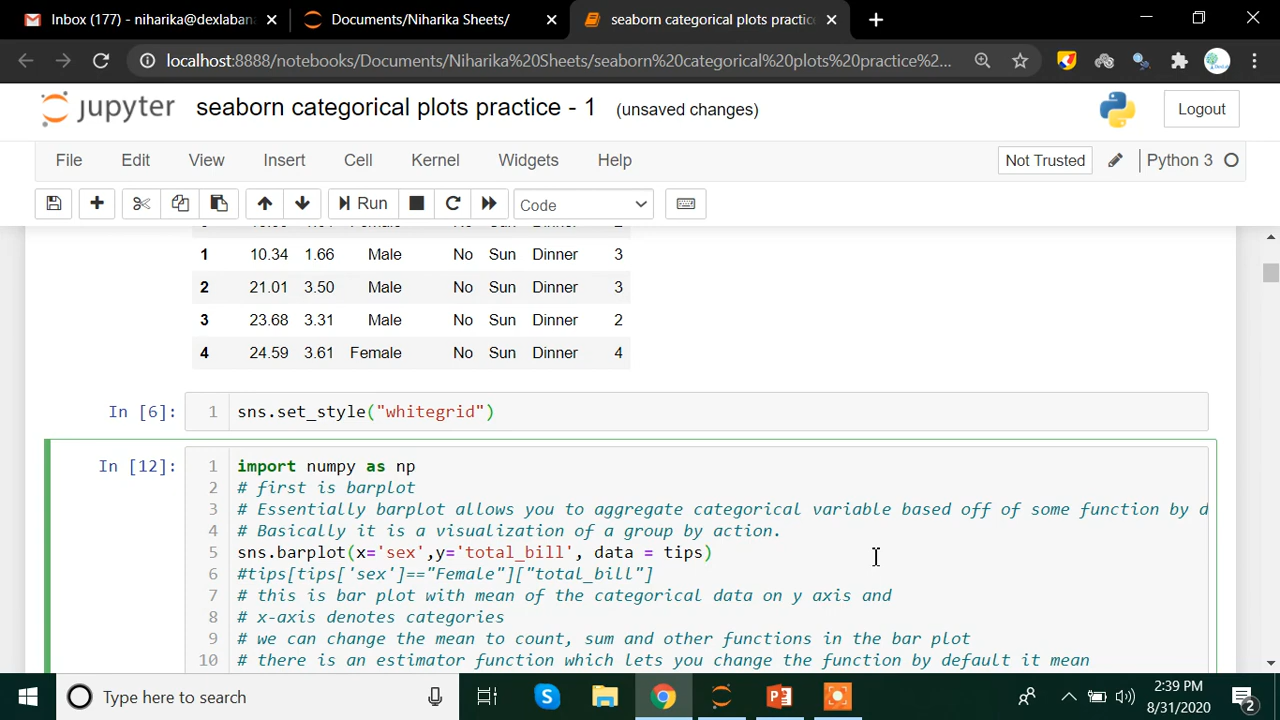 Inbox (177) - niharika@dexlabana
Documents/Niharika Sheets/
seaborn categorical plots practice
localhost:8888/notebooks/Documents/Niharika%20Sheets/seaborn%20categorical%20plots%20practice%2...
jupyter seaborn categorical plots practice - 1 (unsaved changes)
Logout
File Edit View Insert Cell Kernel Widgets Help
Not Trusted
Python 3
Run
Code
1 10.34 1.66 Male No Sun Dinner 3
2 21.01 3.50 Male No Sun Dinner 3
3 23.68 3.31 Male No Sun Dinner 2
4 24.59 3.61 Female No Sun Dinner 4
In [6]: 1 sns.set_style("whitegrid")
In [12]: 1 import numpy as np
2 # first is barplot
3 # Essentially barplot allows you to aggregate categorical variable based off of some function by d
4 # Basically it is a visualization of a group by action.
5 sns.barplot(x='sex',y='total_bill', data = tips)
6 #tips[tips['sex']=="Female"]["total_bill"]
7 # this is bar plot with mean of the categorical data on y axis and
8 # x-axis denotes categories
9 # we can change the mean to count, sum and other functions in the bar plot
10 # there is an estimator function which lets you change the function by default it mean
Type here to search
2:39 PM
8/31/2020
2